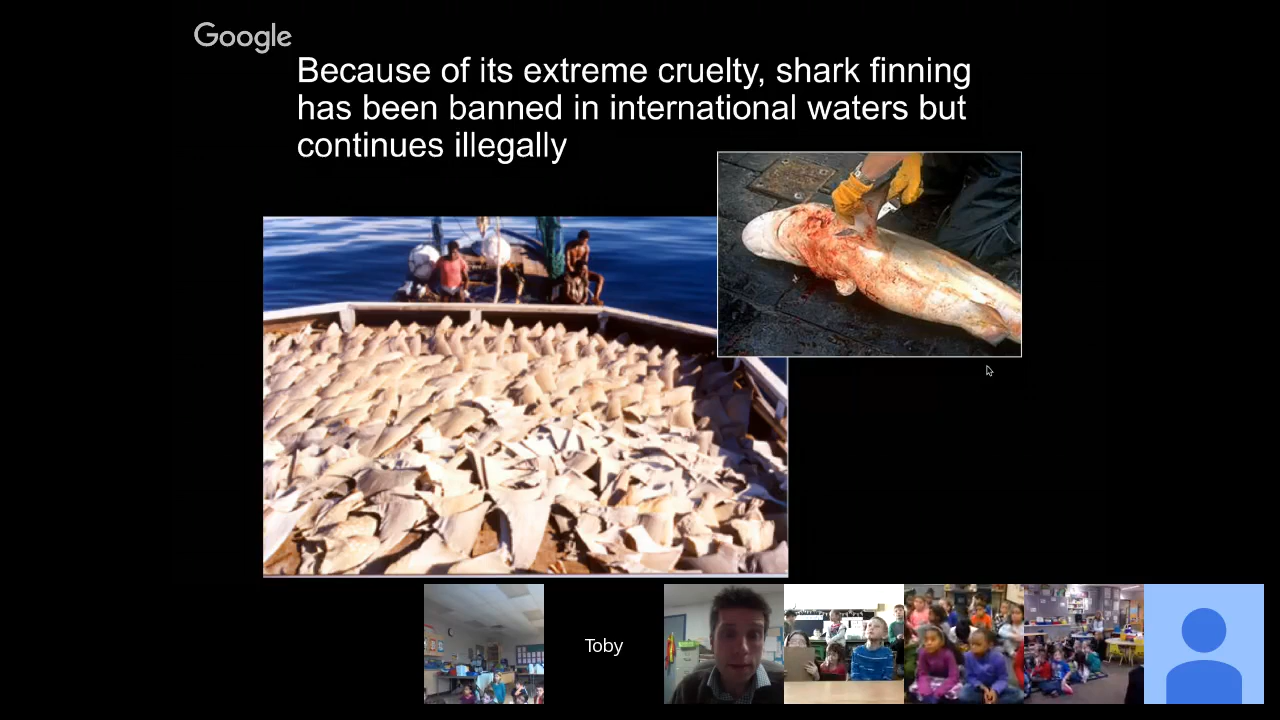 Google
Because of its extreme cruelty, shark finning
has been banned in international waters but
continues illegally
Toby